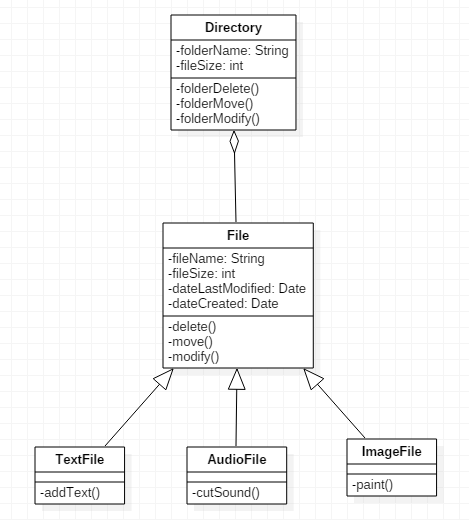 Directory
-folderName: String
-fileSize: int
-folderDelete()
-folderMove()
-folderModify()
File
-fileName: String
-fileSize: int
-dateLastModified: Date
-dateCreated: Date
-delete()
-move()
-modify()
TextFile
-addText()
AudioFile
-cutSound()
ImageFile
-paint()